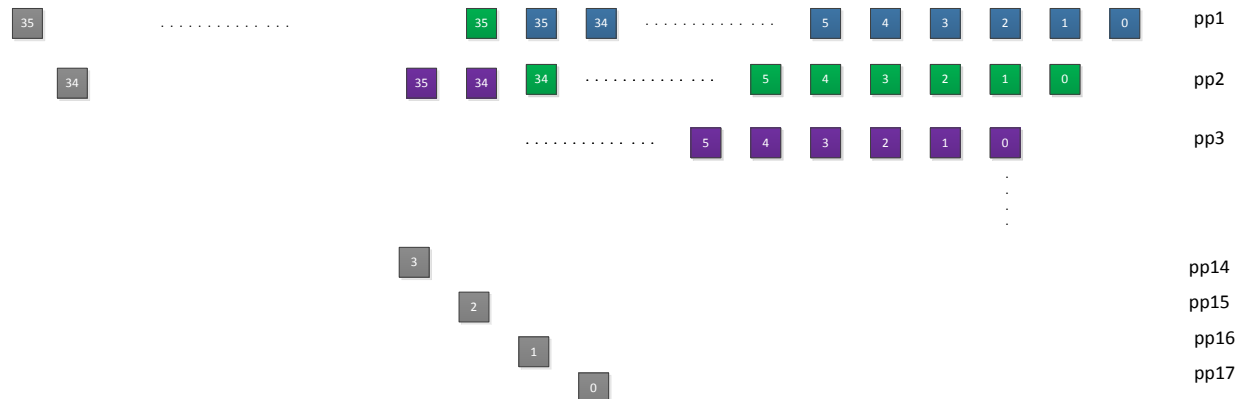 35 . . . . . . . . . . . . . . 35 35 34 . . . . . . . . . . . . . . 5 4 3 2 1 0 pp1
34 35 34 34 . . . . . . . . . . . . . . 5 4 3 2 1 0 pp2
. . . . . . . . . . . . . . 5 4 3 2 1 0 pp3
.
.
.
.
3 pp14
2 pp15
1 pp16
0 pp17